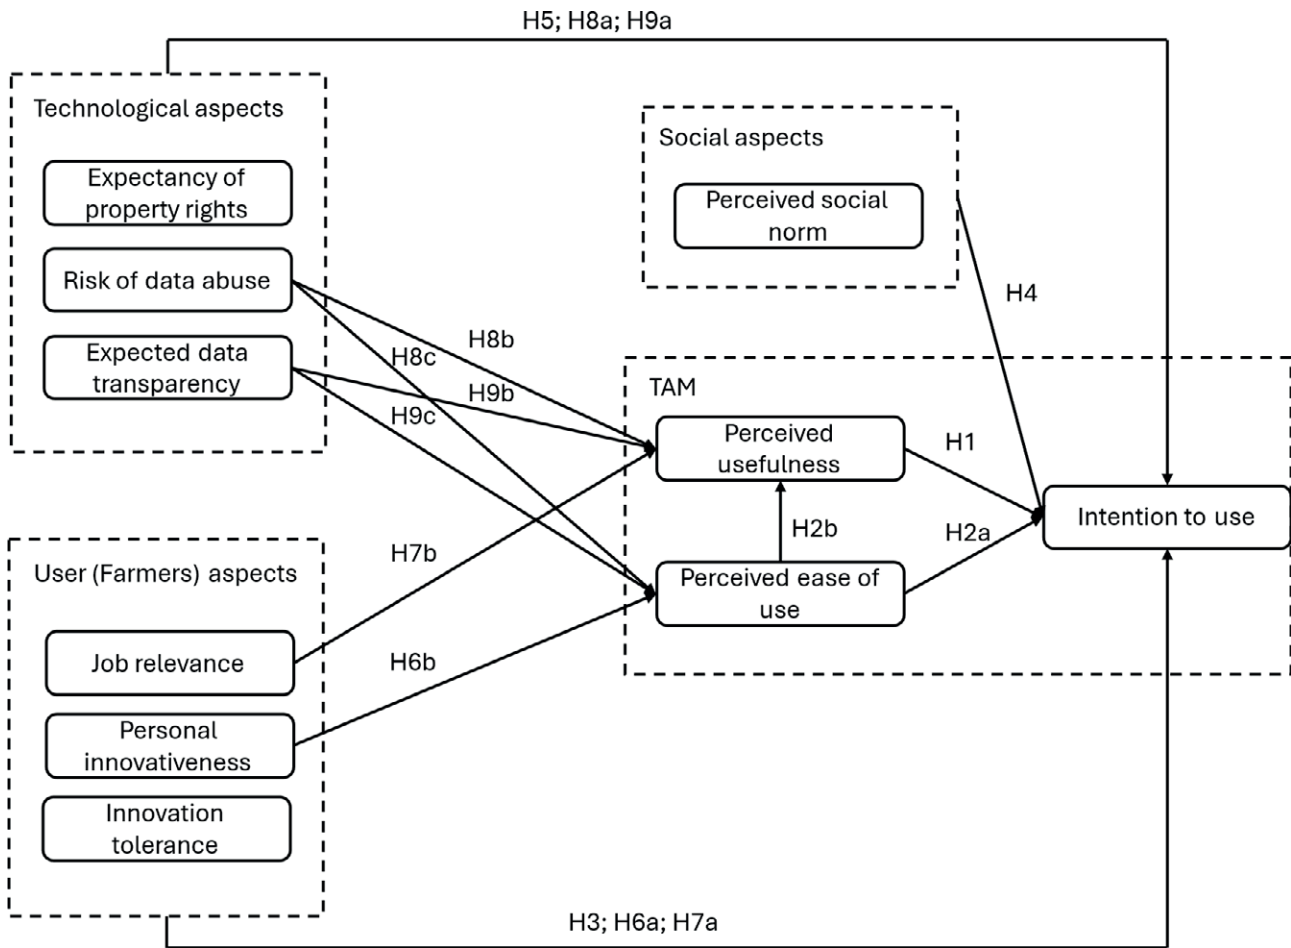 H5; H8a; H9a
Technological aspects
Expectancy of
property rights
Risk of data abuse
Expected data
transparency
Social aspects
Perceived social
norm
H4
H8b
H8c
H9b
H9c
TAM
Perceived
usefulness
H1
Intention to use
H2b
H2a
Perceived ease of
use
H7b
H6b
User (Farmers) aspects
Job relevance
Personal
innovativeness
Innovation
tolerance
H3; H6a; H7a